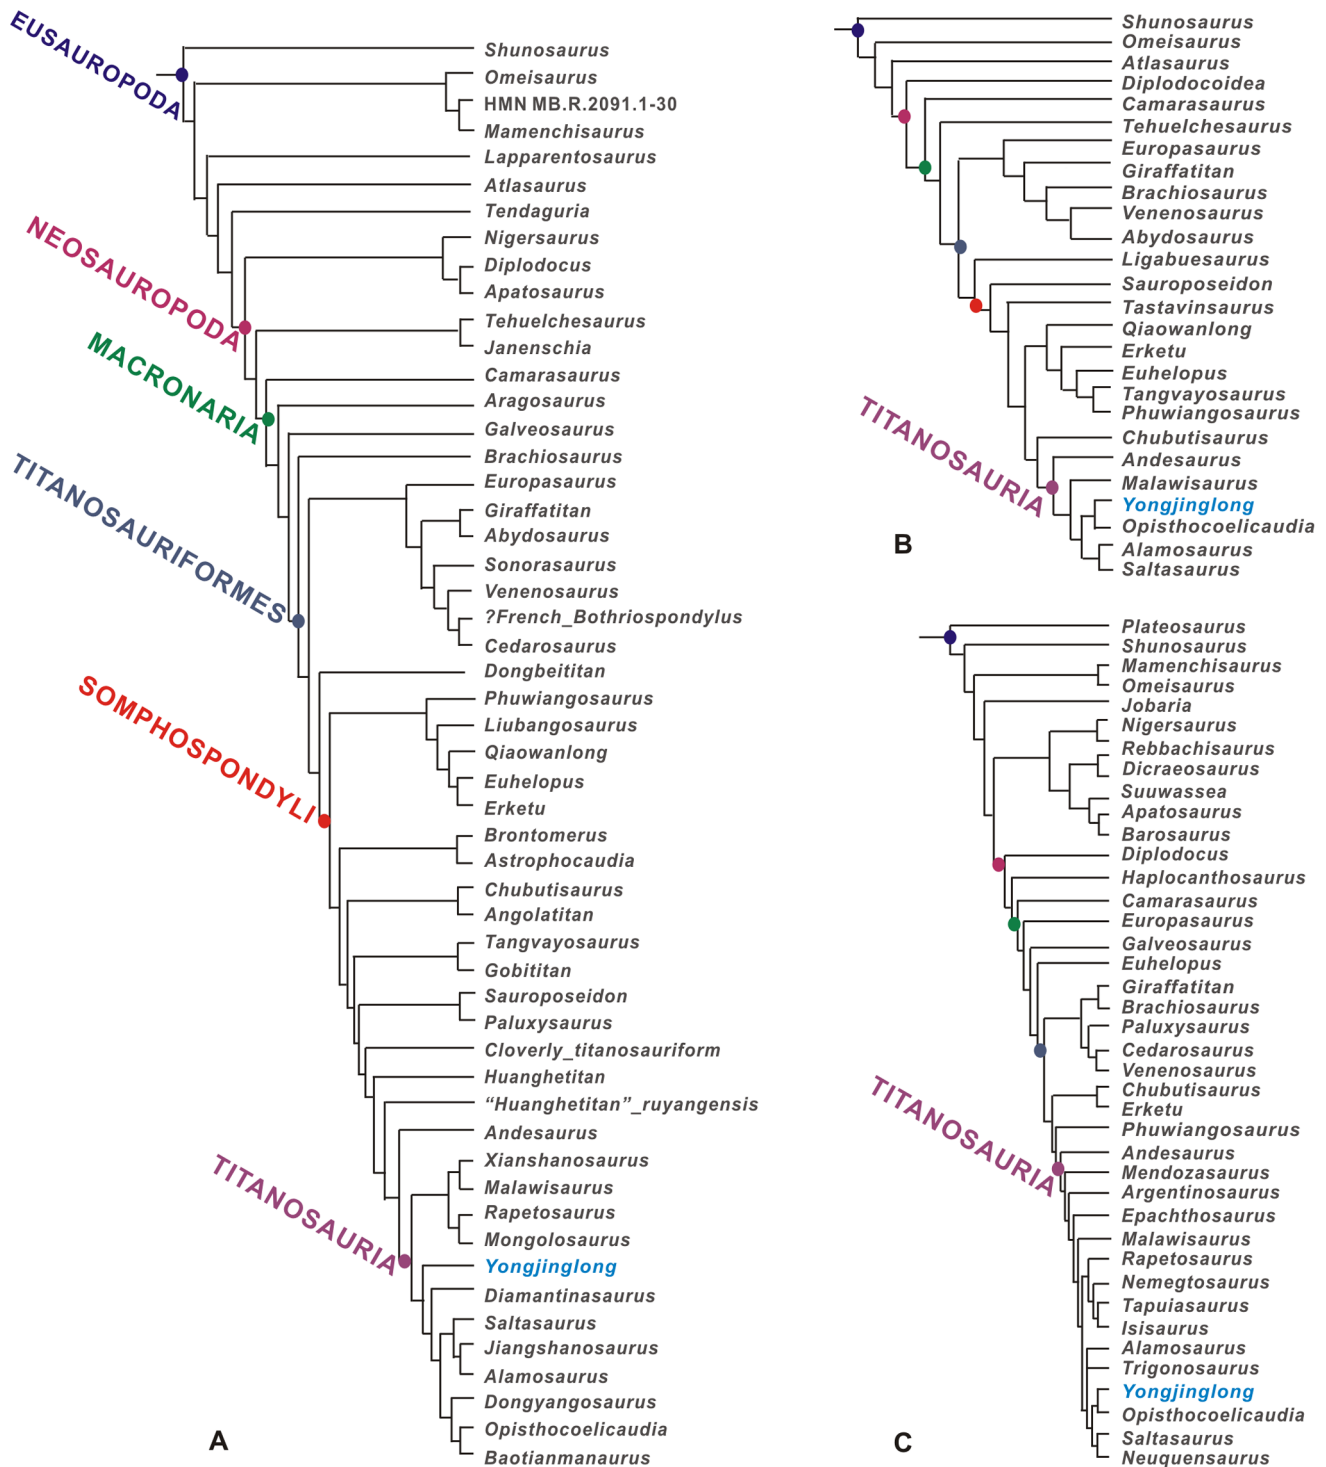 EUSAUROPODA
NEOSAUROPODA
MACRONARIA
TITANOSAURIFORMES
SOMPHOSPONDYLI
TITANOSAURIA
Shunosaurus
Omeisaurus
HMN MB.R.2091.1-30
Mamenchisaurus
Lapparentosaurus
Atlasaurus
Tendaguria
Nigersaurus
Diplodocus
Apatosaurus
Tehuelchesaurus
Janenschia
Camarasaurus
Aragosaurus
Galveosaurus
Brachiosaurus
Europasaurus
Giraffatitan
Abydosaurus
Sonorasaurus
Venenosaurus
?French_Bothriospondylus
Cedarosaurus
Dongbeititan
Phuwiangosaurus
Liubangosaurus
Qiaowanlong
Euhelopus
Erketu
Brontomerus
Astrophocaudia
Chubutisaurus
Angolatitan
Tangvayosaurus
Gobititan
Sauroposeidon
Paluxysaurus
Cloverly_titanosauriform
Huanghetitan
“Huanghetitan”_ruyangensis
Andesaurus
Xianshanosaurus
Malawisaurus
Rapetosaurus
Mongolosaurus
Yongjinglong
Diamantinasaurus
Saltasaurus
Jiangshanosaurus
Alamosaurus
Dongyangosaurus
Opisthocoelicaudia
Baotianmanaurus
A
Shunosaurus
Omeisaurus
Atlasaurus
Diplodocoidea
Camarasaurus
Tehuelchesaurus
Europasaurus
Giraffatitan
Brachiosaurus
Venenosaurus
Abydosaurus
Ligabuesaurus
Sauroposeidon
Tastavinsaurus
Qiaowanlong
Erketu
Euhelopus
Tangvayosaurus
Phuwiangosaurus
Chubutisaurus
Andesaurus
Malawisaurus
Yongjinglong
Opisthocoelicaudia
Alamosaurus
Saltasaurus
TITANOSAURIA
B
Plateosaurus
Shunosaurus
Mamenchisaurus
Omeisaurus
Jobaria
Nigersaurus
Rebbachisaurus
Dicraeosaurus
Suuwassea
Apatosaurus
Barosaurus
Diplodocus
Haplocanthosaurus
Camarasaurus
Europasaurus
Galveosaurus
Euhelopus
Giraffatitan
Brachiosaurus
Paluxysaurus
Cedarosaurus
Venenosaurus
Chubutisaurus
Erketu
Phuwiangosaurus
Andesaurus
Mendozasaurus
Argentinosaurus
Epachthosaurus
Malawisaurus
Rapetosaurus
Nemegtosaurus
Tapuiasaurus
Isisaurus
Alamosaurus
Trigonosaurus
Yongjinglong
Opisthocoelicaudia
Saltasaurus
Neuquensaurus
TITANOSAURIA
C